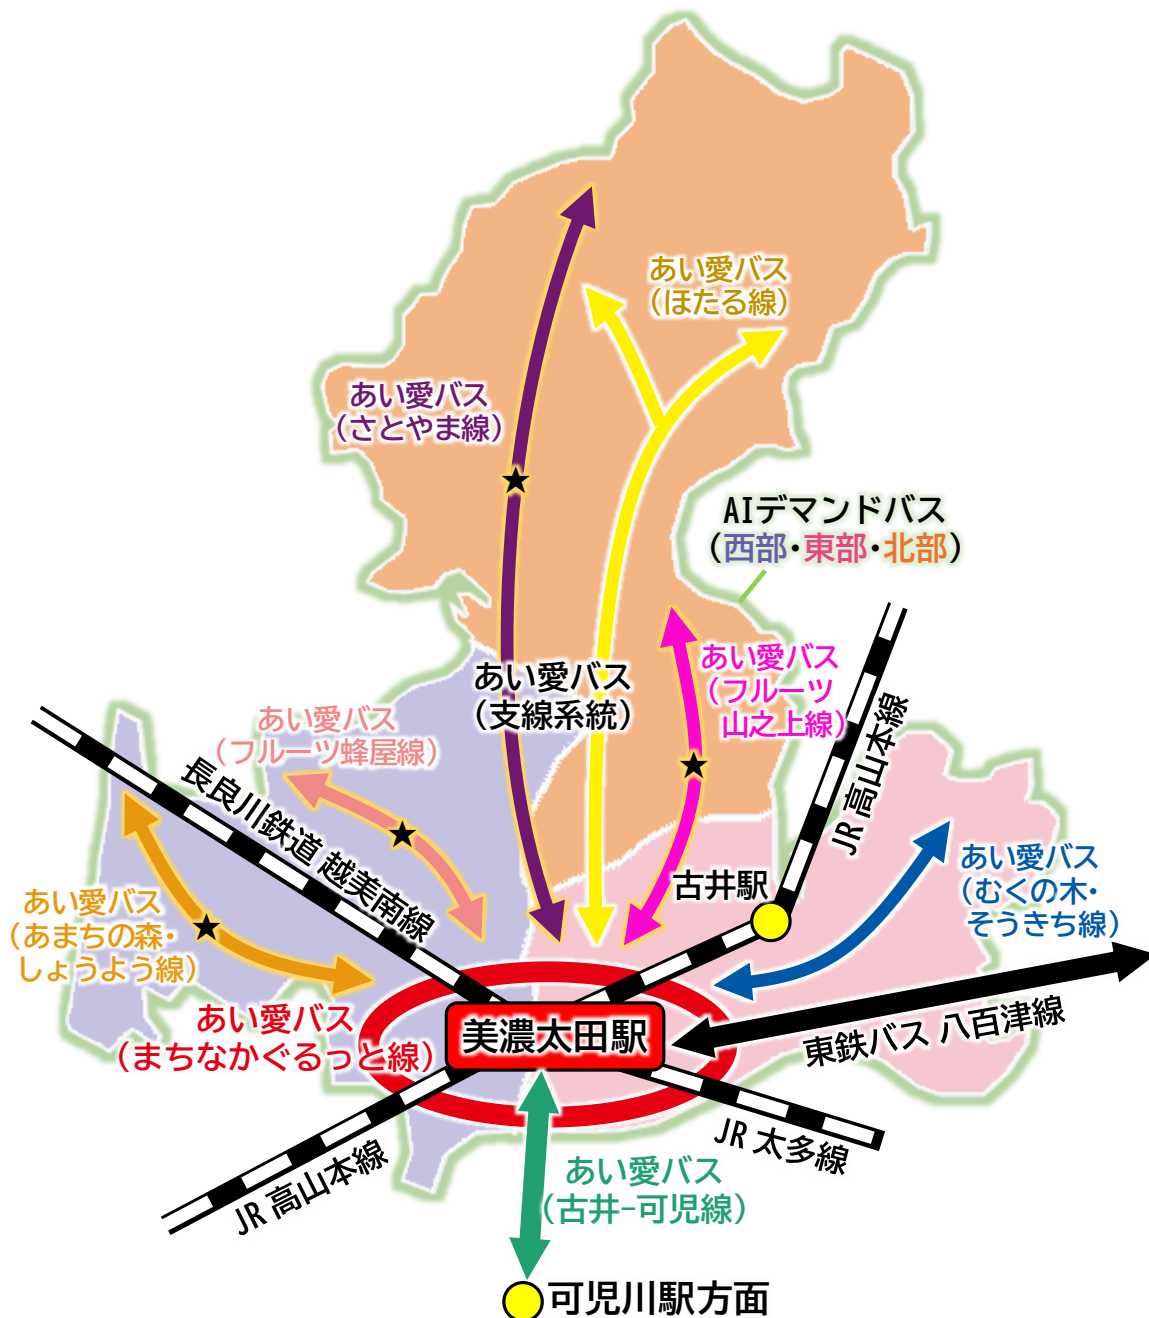 あい愛バス
（ほたる線）
あい愛バス
（さとやま線）
AIデマンドバス
（西部・東部・北部）
あい愛バス
（支線系統）
あい愛バス
（フルーツ
山之上線）
あい愛バス
（フルーツ蜂屋線）
長良川鉄道 越美南線
JR 高山本線
古井駅
あい愛バス
（むくの木・
そうきち線）
あい愛バス
（あまちの森・
しょうよう線）
あい愛バス
（まちなかぐるっと線）
美濃太田駅
東鉄バス 八百津線
JR 太多線
JR 高山本線
あい愛バス
（古井−可児線）
可児川駅方面